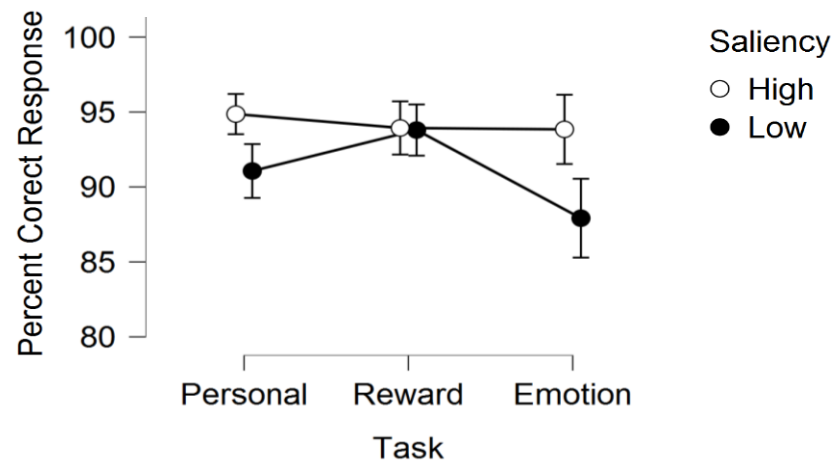 Percent Corect Response
100
95
90
85
80
Personal Reward Emotion
Task
Saliency
High
Low